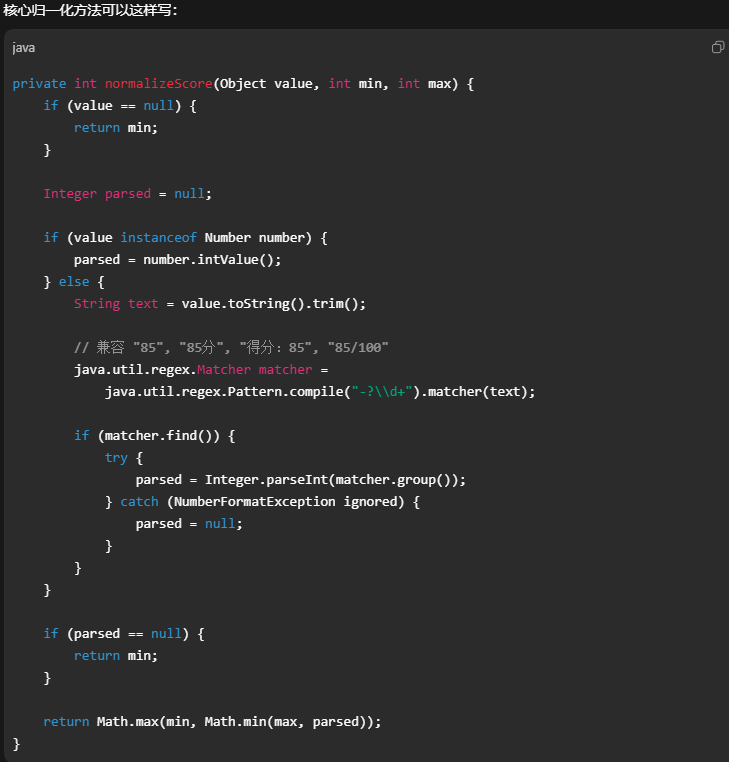 核心归一化方法可以这样写：
java
private int normalizeScore(Object value, int min, int max) {
    if (value == null) {
        return min;
    }

    Integer parsed = null;

    if (value instanceof Number number) {
        parsed = number.intValue();
    } else {
        String text = value.toString().trim();

        // 兼容 "85", "85分", "得分：85", "85/100"
        java.util.regex.Matcher matcher =
            java.util.regex.Pattern.compile("-?\\d+").matcher(text);

        if (matcher.find()) {
            try {
                parsed = Integer.parseInt(matcher.group());
            } catch (NumberFormatException ignored) {
                parsed = null;
            }
        }
    }

    if (parsed == null) {
        return min;
    }

    return Math.max(min, Math.min(max, parsed));
}